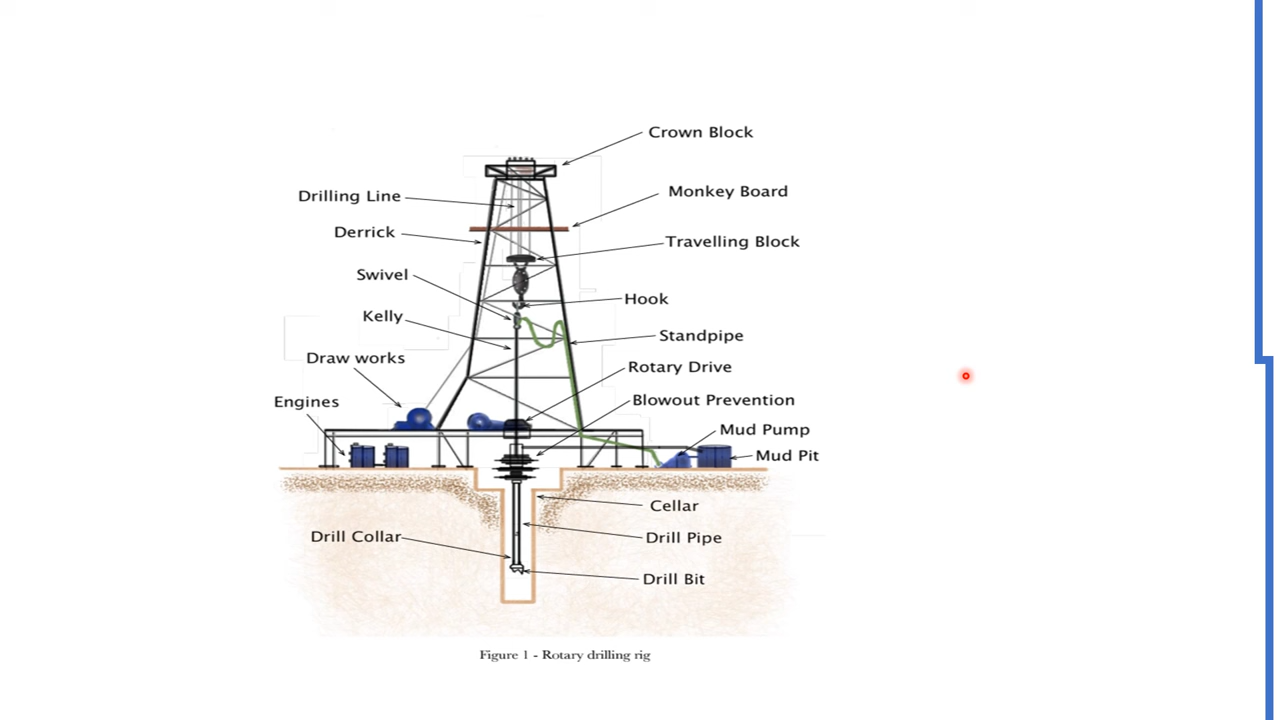 Crown Block
Monkey Board
Drilling Line
Derrick
Travelling Block
Swivel
Hook
Kelly
Standpipe
Draw works
Rotary Drive
Engines
Blowout Prevention
Mud Pump
Mud Pit
Cellar
Drill Collar
Drill Pipe
Drill Bit
Figure 1 - Rotary drilling rig